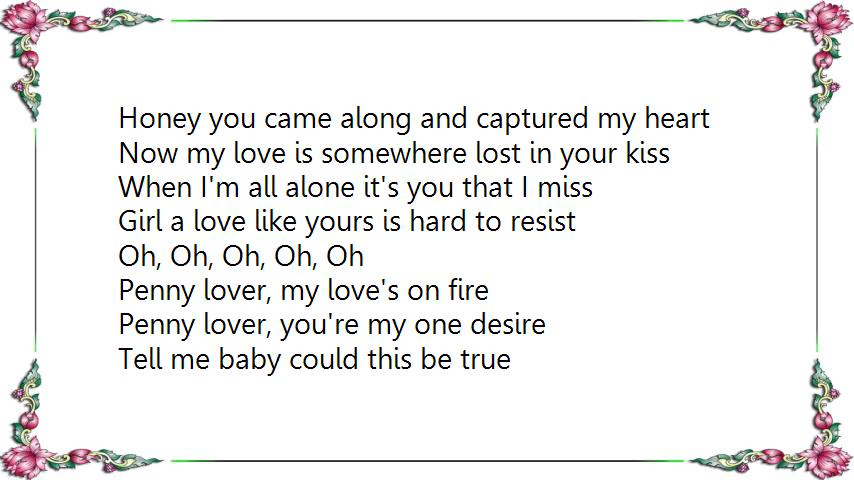 Honey you came along and captured my heart
Now my love is somewhere lost in your kiss
When I'm all alone it's you that I miss
Girl a love like yours is hard to resist
Oh, Oh, Oh, Oh, Oh
Penny lover, my love's on fire
Penny lover, you're my one desire
Tell me baby could this be true